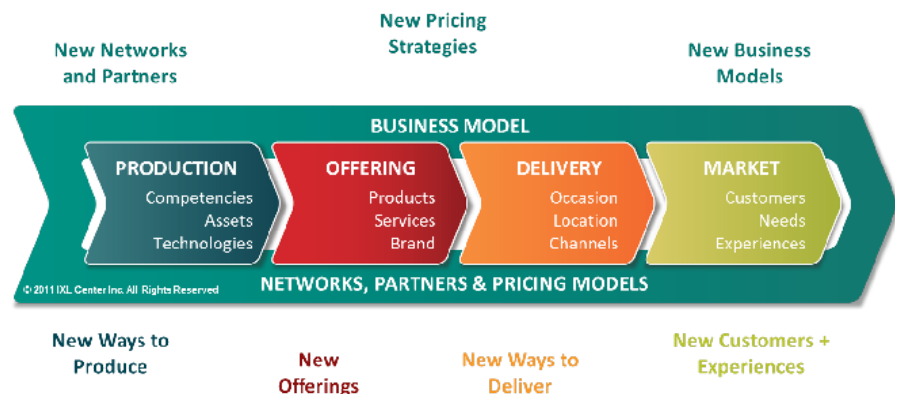 New Pricing
Strategies
New Networks
and Partners
New Business
Models
BUSINESS MODEL
PRODUCTION
Competencies
Assets
Technologies
OFFERING
Products
Services
Brand
DELIVERY
Occasion
Location
Channels
MARKET
Customers
Needs
Experiences
© 2011 IXL Center Inc. All Rights Reserved
NETWORKS, PARTNERS & PRICING MODELS
New Ways to
Produce
New
Offerings
New Ways to
Deliver
New Customers +
Experiences